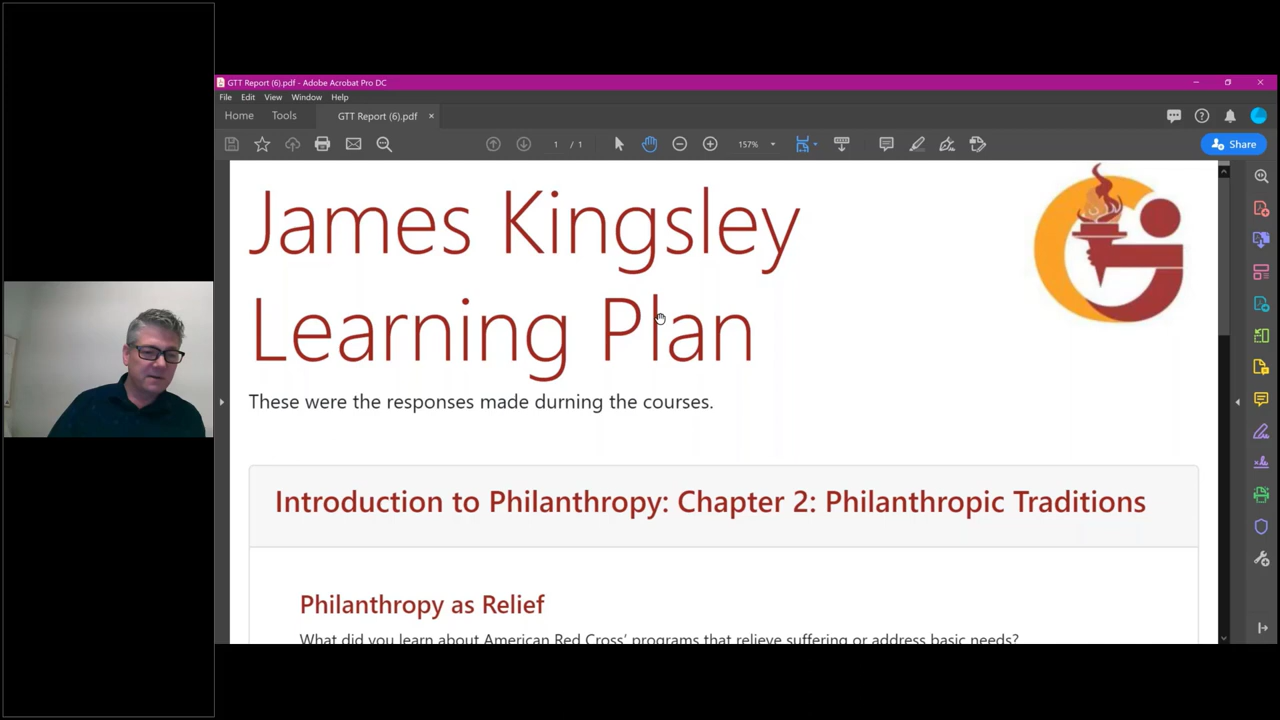 GTT Report (6).pdf - Adobe Acrobat Pro DC
File Edit View Window Help
Home Tools GTT Report (6).pdf ×
1 / 1 157% Share
James Kingsley
Learning Plan
These were the responses made durning the courses.
Introduction to Philanthropy: Chapter 2: Philanthropic Traditions
Philanthropy as Relief
What did you learn about American Red Cross' programs that relieve suffering or address basic needs?